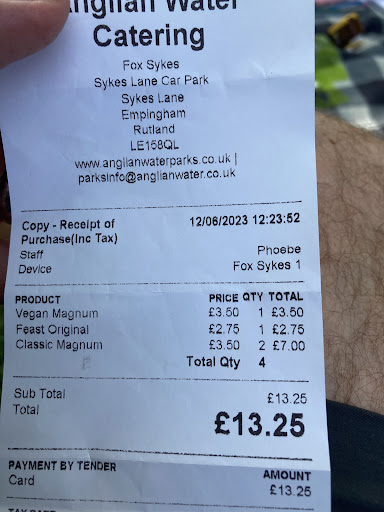 Anglian Water
Catering
Fox Sykes
Sykes Lane Car Park
Sykes Lane
Empingham
Rutland
LE158QL
www.anglianwaterparks.co.uk |
parksinfo@anglianwater.co.uk
Copy - Receipt of Purchase(Inc Tax) 12/06/2023 12:23:52
Staff Phoebe
Device Fox Sykes 1
PRODUCT PRICE QTY TOTAL
Vegan Magnum £3.50 1 £3.50
Feast Original £2.75 1 £2.75
Classic Magnum £3.50 2 £7.00
Total Qty 4
Sub Total £13.25
Total £13.25
PAYMENT BY TENDER AMOUNT
Card £13.25